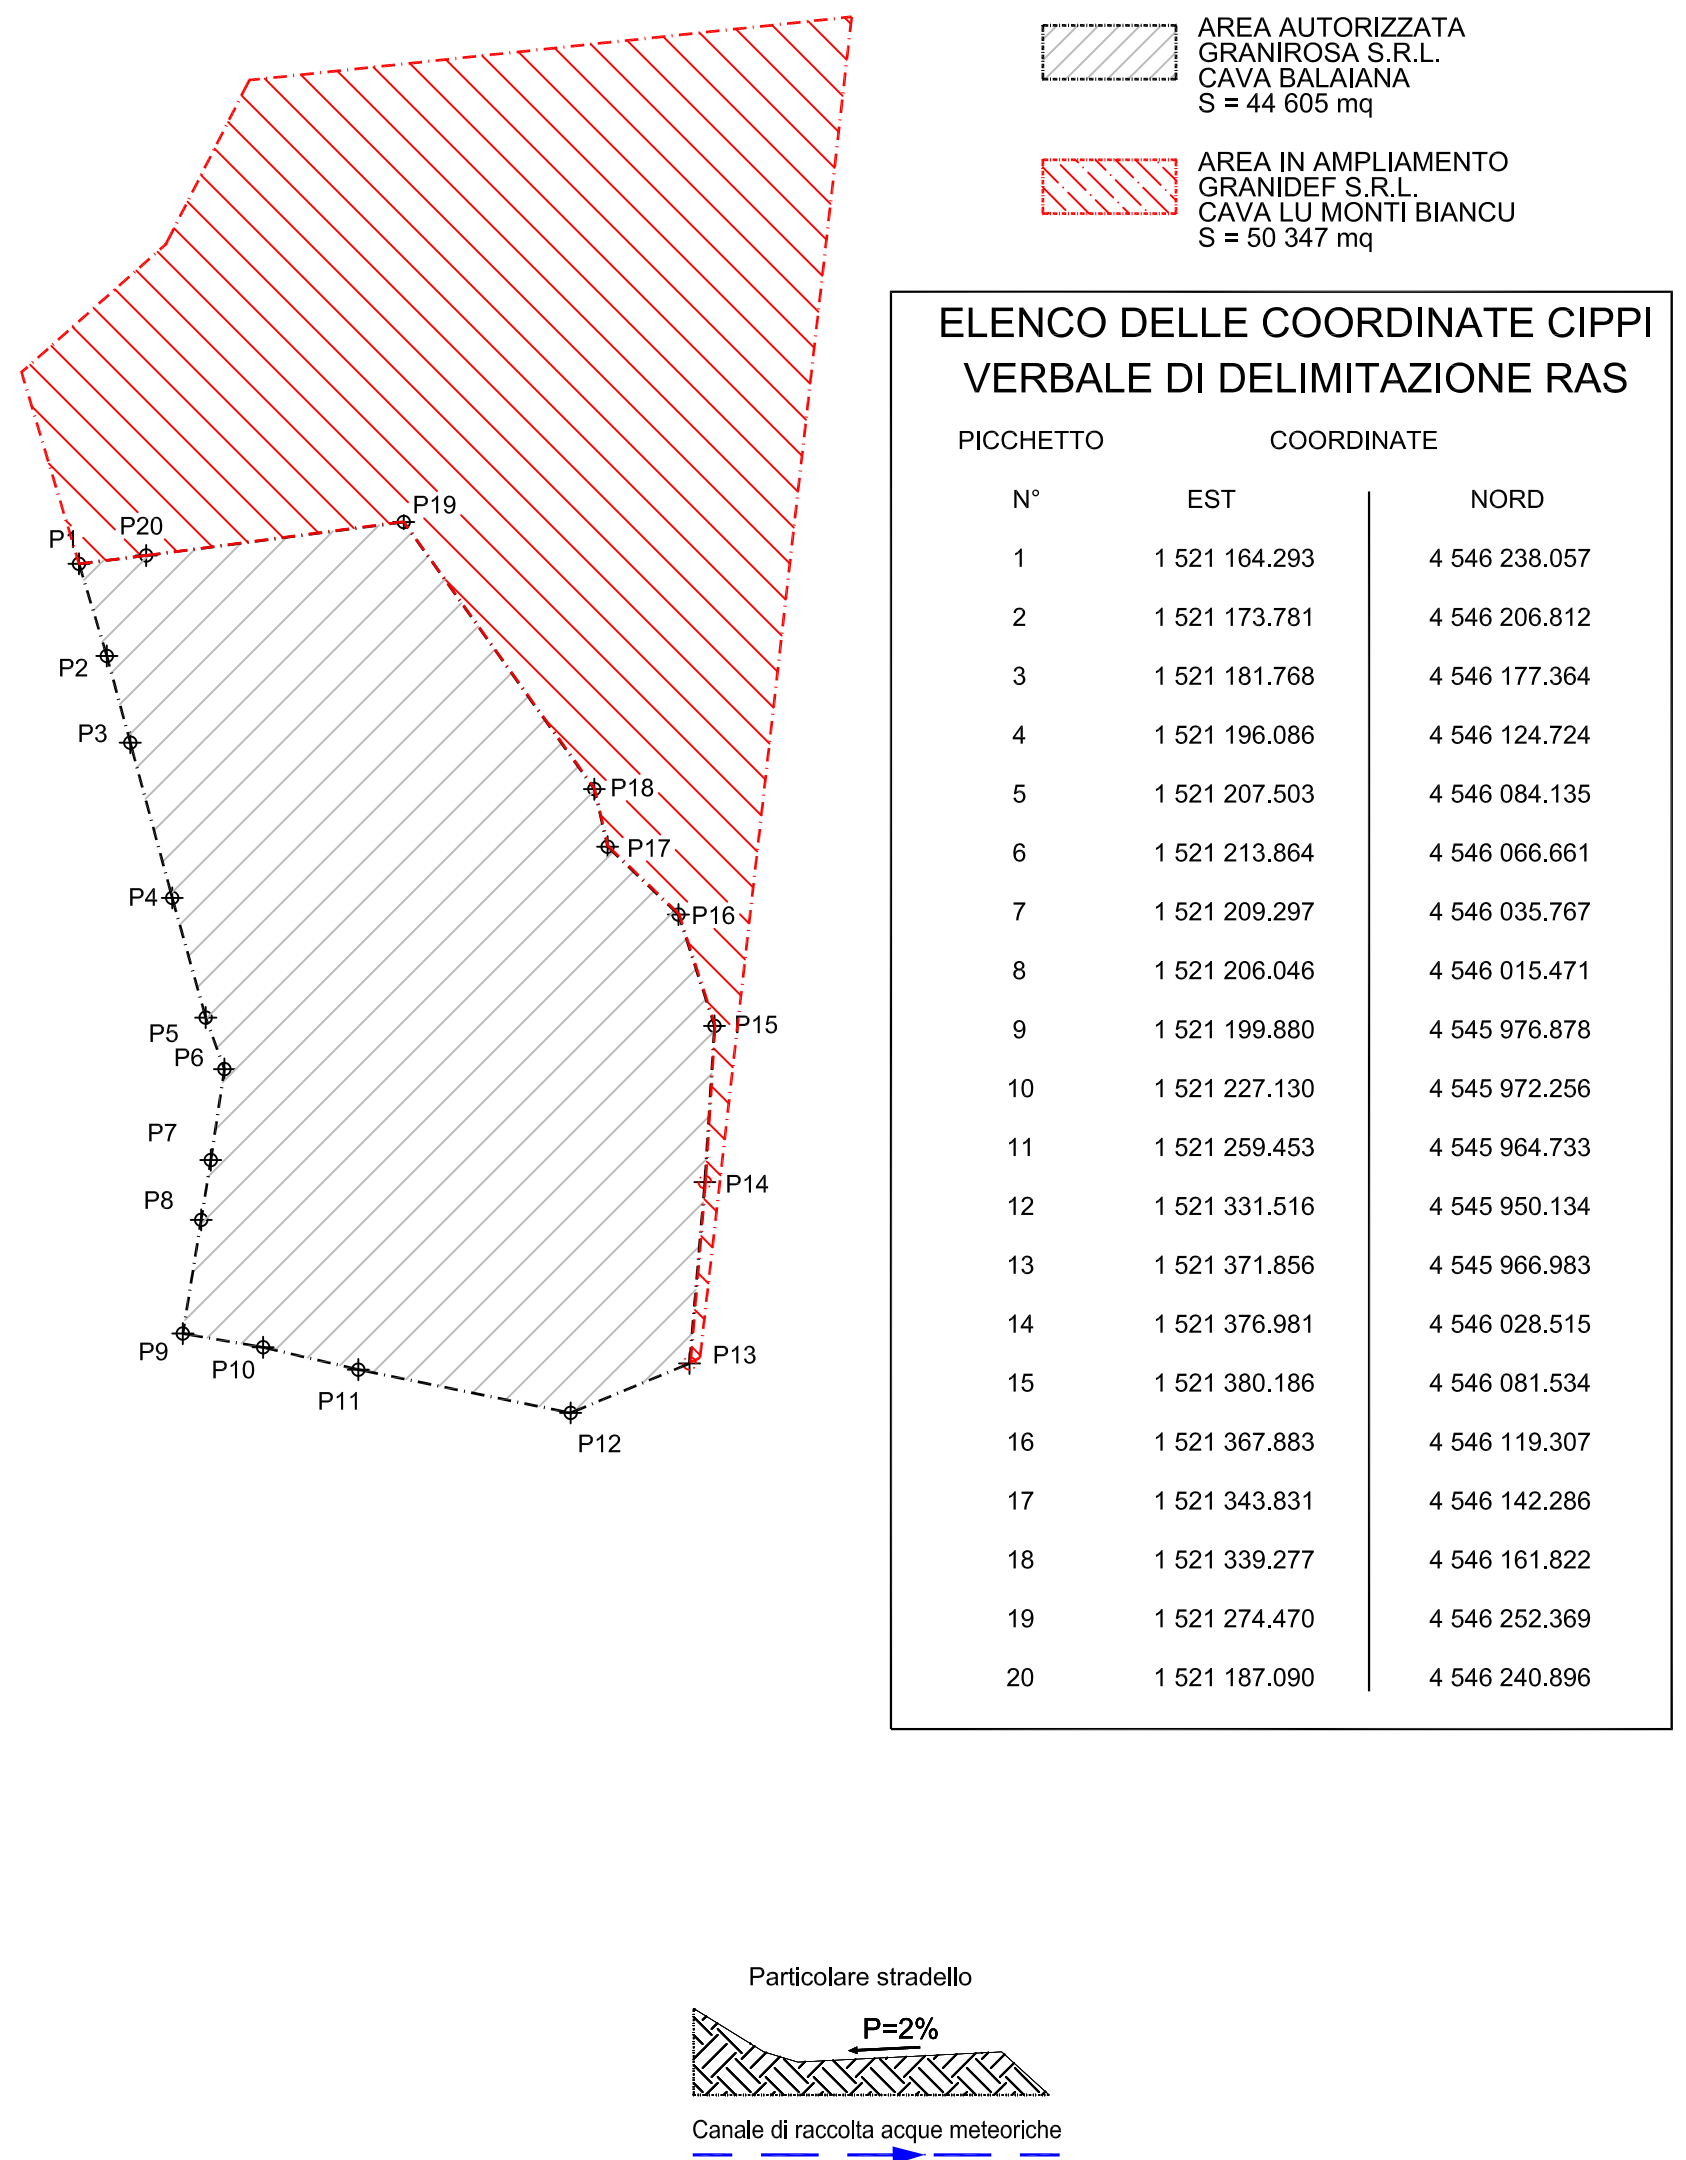 AREA AUTORIZZATA
GRANIROSA S.R.L.
CAVA BALAIANA
S = 44 605 mq
AREA IN AMPLIAMENTO
GRANIDEF S.R.L.
CAVA LU MONTI BIANCU
S = 50 347 mq
ELENCO DELLE COORDINATE CIPPI
VERBALE DI DELIMITAZIONE RAS
PICCHETTO COORDINATE
N° EST NORD
1 1 521 164.293 4 546 238.057
2 1 521 173.781 4 546 206.812
3 1 521 181.768 4 546 177.364
4 1 521 196.086 4 546 124.724
5 1 521 207.503 4 546 084.135
6 1 521 213.864 4 546 066.661
7 1 521 209.297 4 546 035.767
8 1 521 206.046 4 546 015.471
9 1 521 199.880 4 545 976.878
10 1 521 227.130 4 545 972.256
11 1 521 259.453 4 545 964.733
12 1 521 331.516 4 545 950.134
13 1 521 371.856 4 545 966.983
14 1 521 376.981 4 546 028.515
15 1 521 380.186 4 546 081.534
16 1 521 367.883 4 546 119.307
17 1 521 343.831 4 546 142.286
18 1 521 339.277 4 546 161.822
19 1 521 274.470 4 546 252.369
20 1 521 187.090 4 546 240.896
P19
P20
P1
P2
P3
P18
P17
P4
P16
P15
P5
P6
P7
P14
P8
P9
P13
P10
P11
P12
Particolare stradello
P=2%
Canale di raccolta acque meteoriche